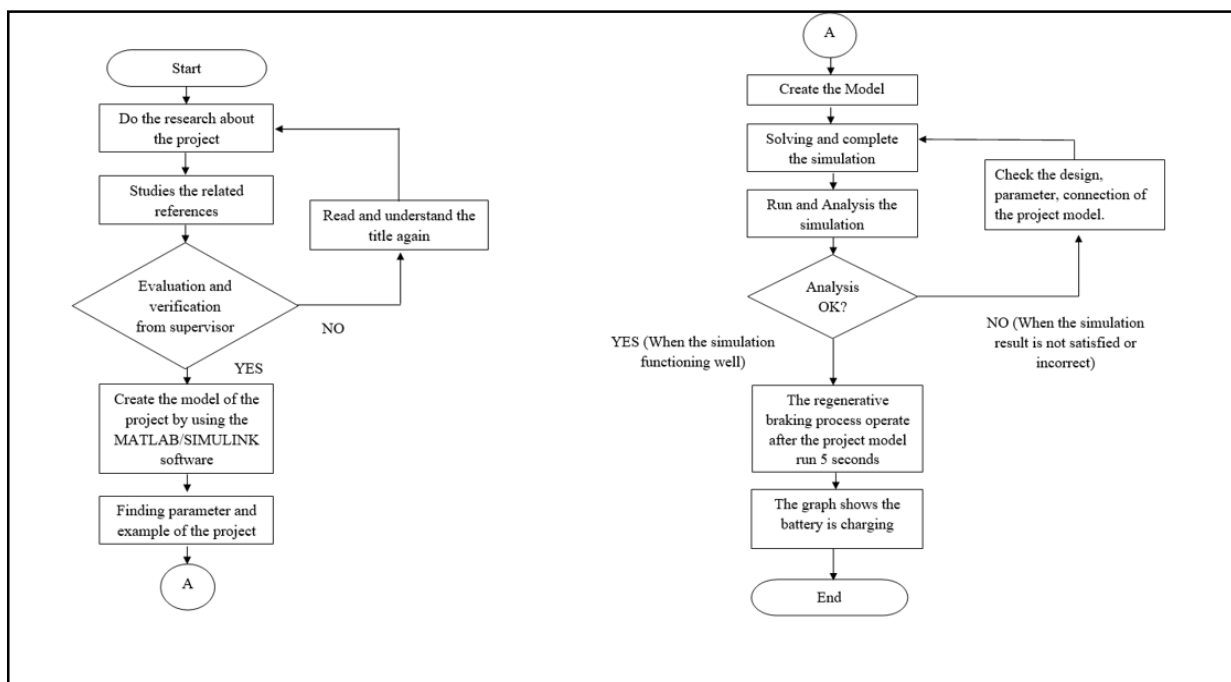 Start
Do the research about
the project
Studies the related
references
Read and understand the
title again
Evaluation and
verification
from supervisor
NO
YES
Create the model of the
project by using the
MATLAB/SIMULINK
software
Finding parameter and
example of the project
A
A
Create the Model
Solving and complete
the simulation
Check the design,
parameter, connection of
the project model.
Run and Analysis the
simulation
Analysis
OK?
YES (When the simulation
functioning well)
NO (When the simulation
result is not satisfied or
incorrect)
The regenerative
braking process operate
after the project model
run 5 seconds
The graph shows the
battery is charging
End